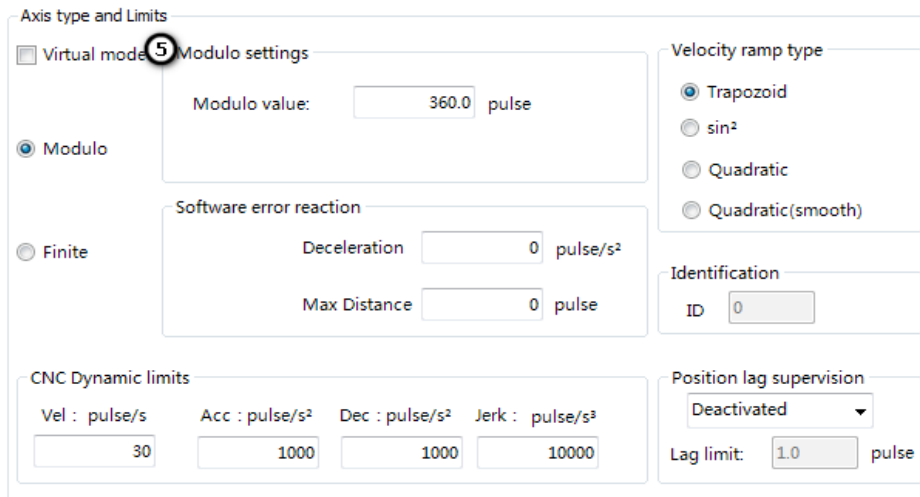 Axis type and Limits
Virtual mode
5
Modulo settings
Modulo value: 360.0 pulse
Modulo
Software error reaction
Deceleration 0 pulse/s²
Max Distance 0 pulse
Finite
Velocity ramp type
Trapozoid
sin²
Quadratic
Quadratic(smooth)
Identification
ID 0
CNC Dynamic limits
Vel : pulse/s Acc : pulse/s² Dec : pulse/s² Jerk : pulse/s³
30 1000 1000 10000
Position lag supervision
Deactivated
Lag limit: 1.0 pulse